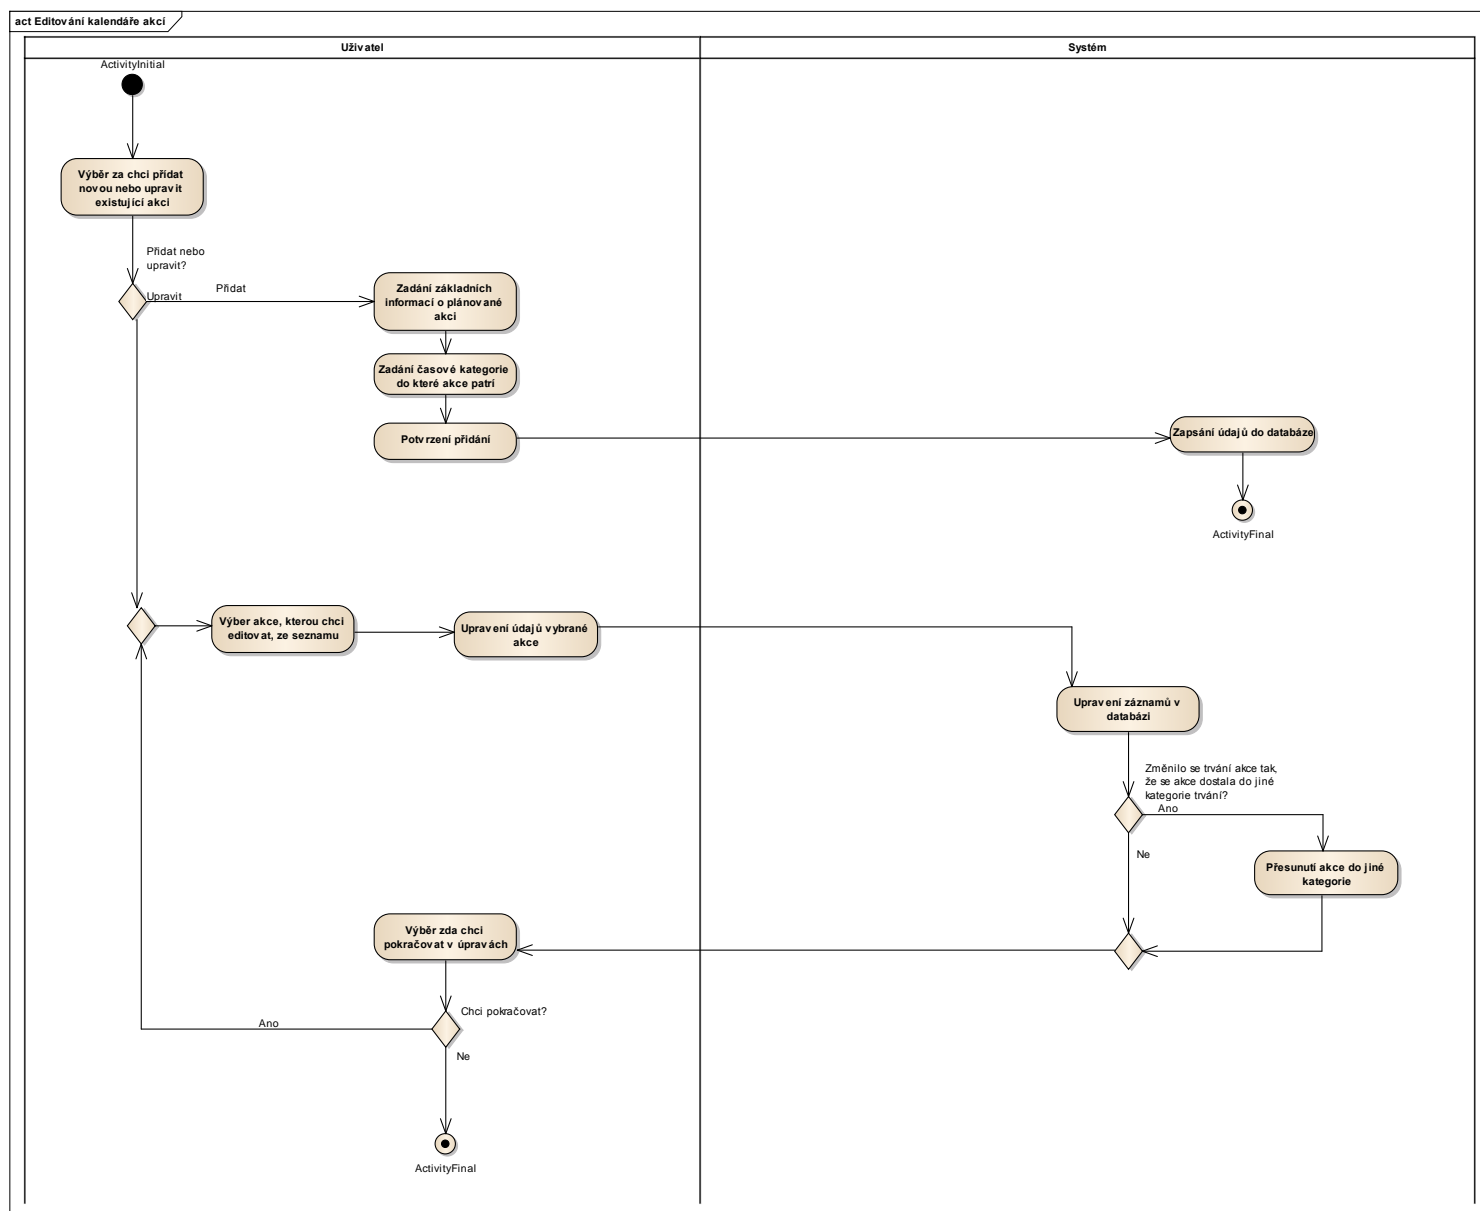 act Editování kalendáře akcí
Uživatel
Systém
ActivityInitial
Výběr za chci přídat
novou nebo upravit
existující akci
Přidat nebo
upravit?
Upravit
Přidat
Zadání základních
informací o plánované
akci
Zadání časové kategorie
do které akce patrí
Potvrzení přidání
Zapsání údajů do databáze
ActivityFinal
Výber akce, kterou chci
editovat, ze seznamu
Upravení údajů vybrané
akce
Upravení záznamů v
databázi
Změnilo se trvání akce tak,
že se akce dostala do jiné
kategorie trvání?
Ano
Ne
Přesunutí akce do jiné
kategorie
Výběr zda chci
pokračovat v úpravách
Chci pokračovat?
Ano
Ne
ActivityFinal